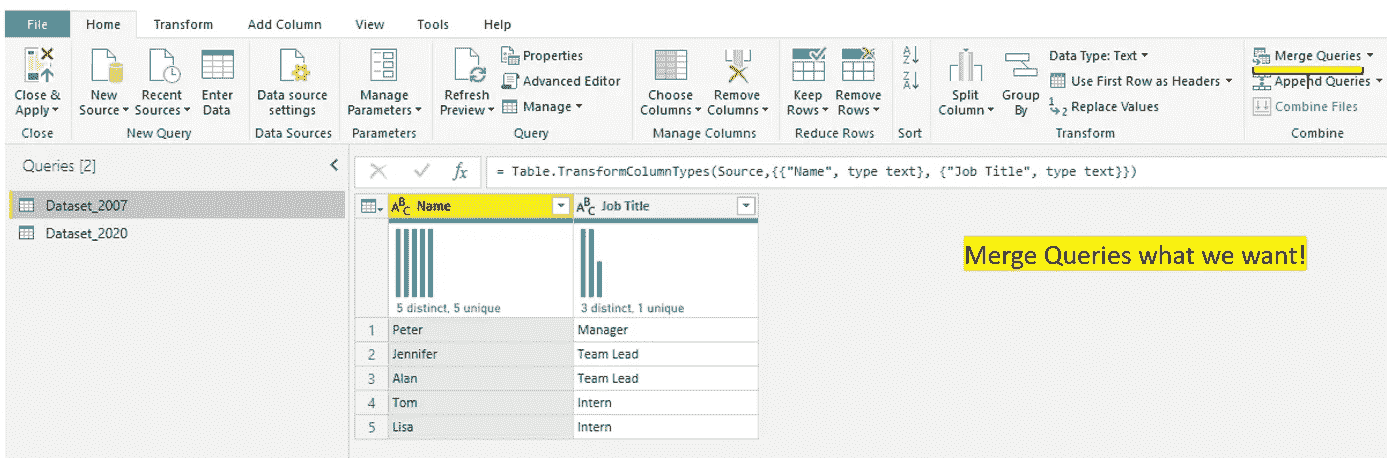 File Home Transform Add Column View Tools Help
Close & Apply
New Source
Recent Sources
Enter Data
Data source settings
Manage Parameters
Refresh Preview
Properties
Advanced Editor
Manage
Choose Columns
Remove Columns
Keep Rows
Remove Rows
A Z
Z A
Split Column
Group By
Data Type: Text
Use First Row as Headers
1 2 Replace Values
Merge Queries
Append Queries
Combine Files
Close New Query Data Sources Parameters Query Manage Columns Reduce Rows Sort Transform Combine
Queries [2]
Dataset_2007
Dataset_2020
fx = Table.TransformColumnTypes(Source,{{"Name", type text}, {"Job Title", type text}})
ABC Name ABC Job Title
5 distinct, 5 unique 3 distinct, 1 unique
1 Peter Manager
2 Jennifer Team Lead
3 Alan Team Lead
4 Tom Intern
5 Lisa Intern
Merge Queries what we want!